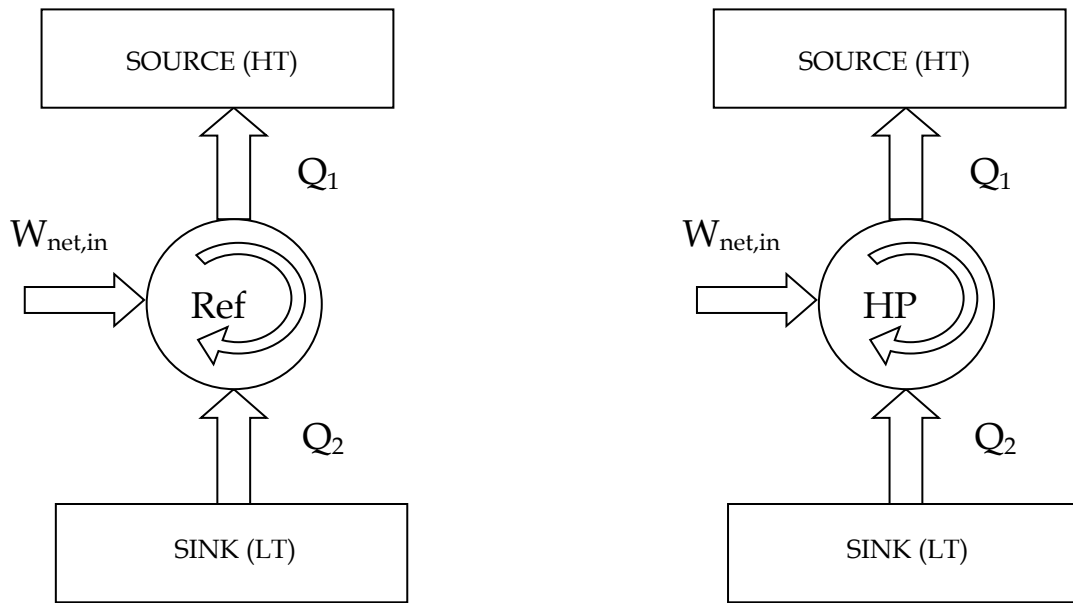 SOURCE (HT)
Q1
Wnet,in
Ref
Q2
SINK (LT)
SOURCE (HT)
Q1
Wnet,in
HP
Q2
SINK (LT)